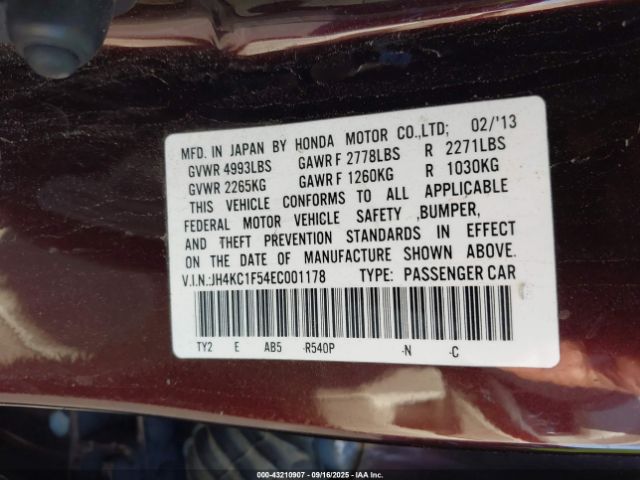 MFD. IN JAPAN BY HONDA MOTOR CO.,LTD; 02/'13
GVWR 4993LBS GAWR F 2778LBS R 2271LBS
GVWR 2265KG GAWR F 1260KG R 1030KG
THIS VEHICLE CONFORMS TO ALL APPLICABLE
FEDERAL MOTOR VEHICLE SAFETY ,BUMPER,
AND THEFT PREVENTION STANDARDS IN EFFECT
ON THE DATE OF MANUFACTURE SHOWN ABOVE.
V.I.N.:JH4KC1F54EC001178 TYPE: PASSENGER CAR
TY2 E AB5 -R540P -N -C
000-43210907 - 09/16/2025 - IAA Inc.